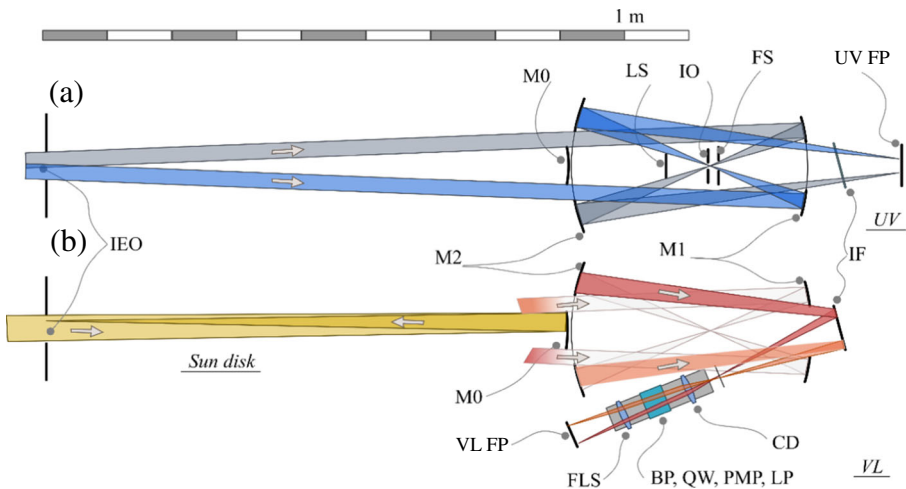 1 m
UV FP
LS IO FS
M0
(a)
UV
IEO
(b)
M2
M1
IF
Sun disk
M0
VL FP
CD
FLS
BP, QW, PMP, LP
VL